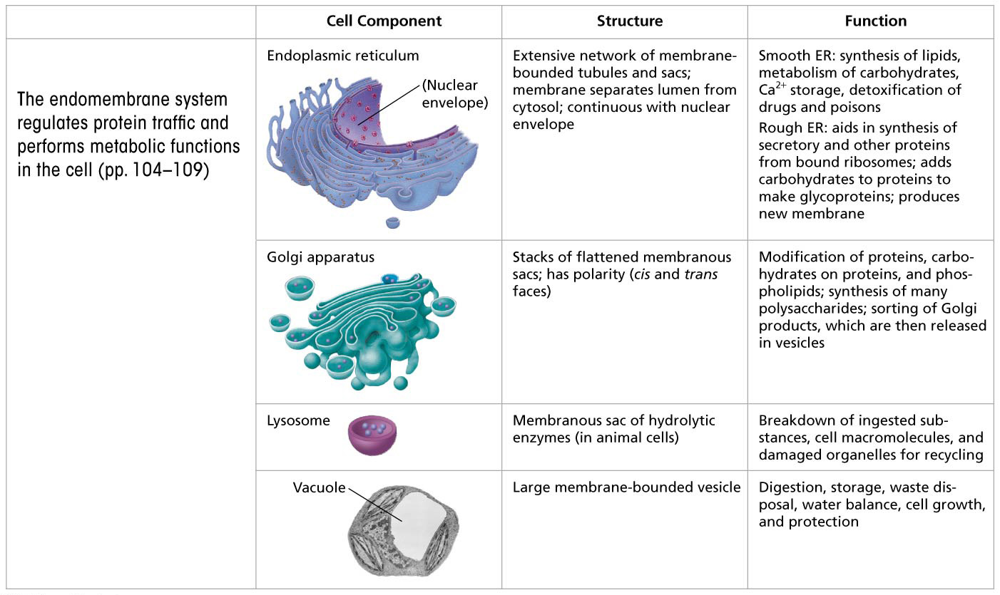 Cell Component
Structure
Function
The endomembrane system
regulates protein traffic and
performs metabolic functions
in the cell (pp. 104–109)
Endoplasmic reticulum
(Nuclear
envelope)
Extensive network of membrane-
bounded tubules and sacs;
membrane separates lumen from
cytosol; continuous with nuclear
envelope
Smooth ER: synthesis of lipids,
metabolism of carbohydrates,
Ca²⁺ storage, detoxification of
drugs and poisons
Rough ER: aids in synthesis of
secretory and other proteins
from bound ribosomes; adds
carbohydrates to proteins to
make glycoproteins; produces
new membrane
Golgi apparatus
Stacks of flattened membranous
sacs; has polarity (cis and trans
faces)
Modification of proteins, carbo-
hydrates on proteins, and phos-
pholipids; synthesis of many
polysaccharides; sorting of Golgi
products, which are then released
in vesicles
Lysosome
Membranous sac of hydrolytic
enzymes (in animal cells)
Breakdown of ingested sub-
stances, cell macromolecules, and
damaged organelles for recycling
Vacuole
Large membrane-bounded vesicle
Digestion, storage, waste dis-
posal, water balance, cell growth,
and protection